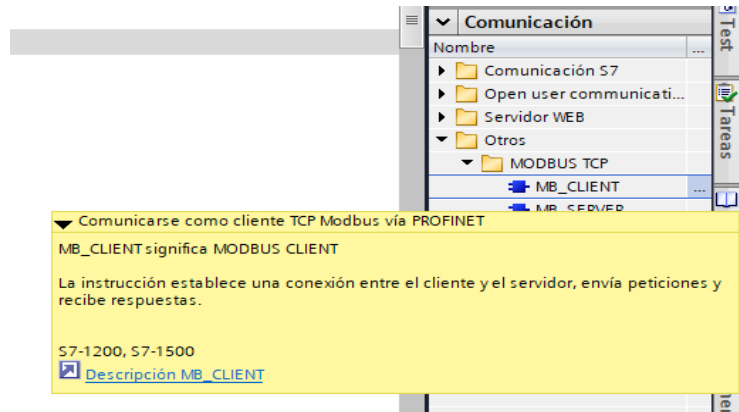 Comunicación
Nombre
...
Comunicación S7
Open user communicati...
Servidor WEB
Otros
MODBUS TCP
MB_CLIENT
...
MB_SERVER
Comunicarse como cliente TCP Modbus vía PROFINET
MB_CLIENT significa MODBUS CLIENT
La instrucción establece una conexión entre el cliente y el servidor, envía peticiones y
recibe respuestas.
S7-1200, S7-1500
Descripción MB_CLIENT
Test
Tareas